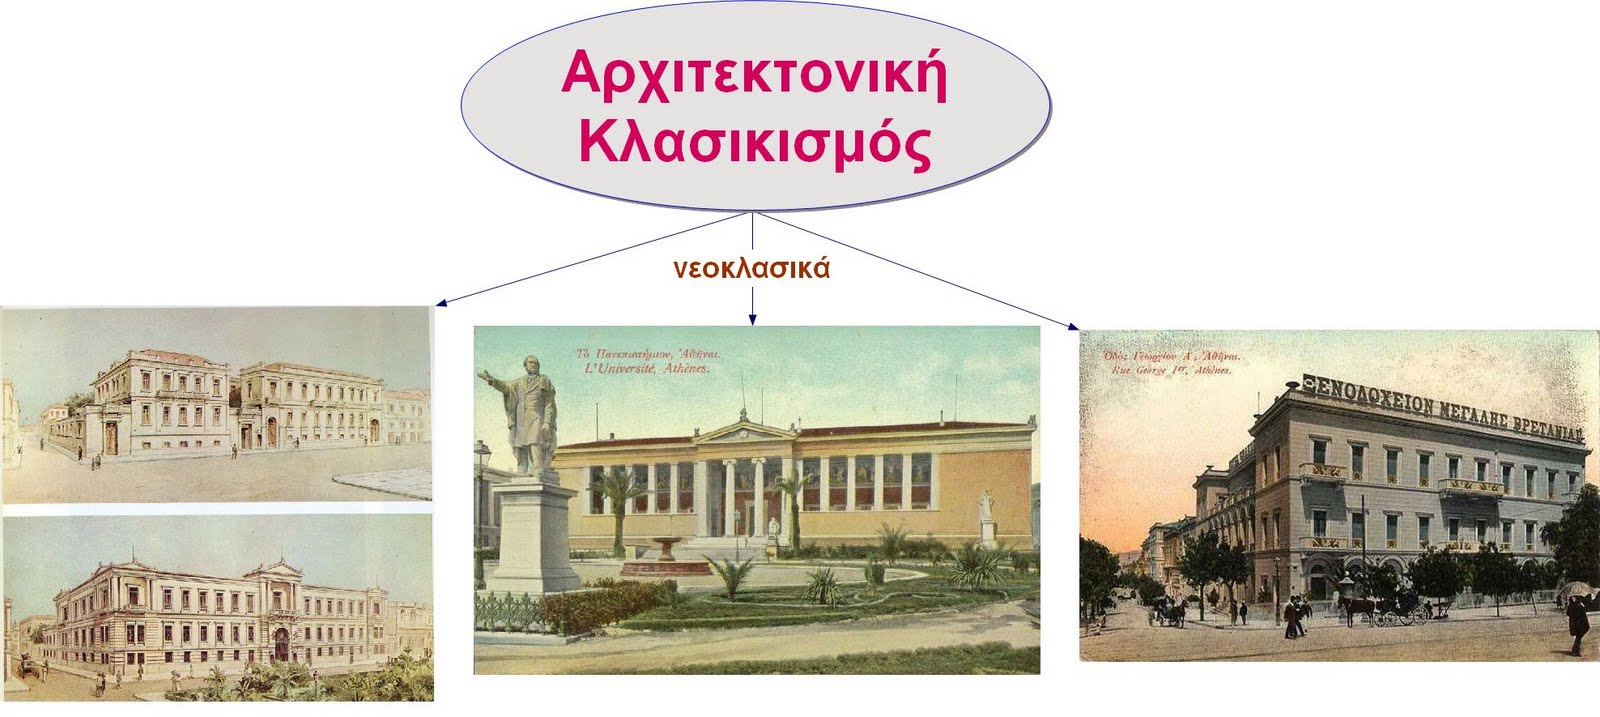 Αρχιτεκτονική
Κλασικισμός
νεοκλασικά
Τὸ Πανεπιστήμιον, Ἀθῆναι.
L'Université, Athènes.
Ὁδὸς Γεωργίου Α', Ἀθῆναι.
Rue George 1er, Athènes.
ΞΕΝΟΔΟΧΕΙΟΝ ΜΕΓΑΛΗΣ ΒΡΕΤΑΝΙΑΣ